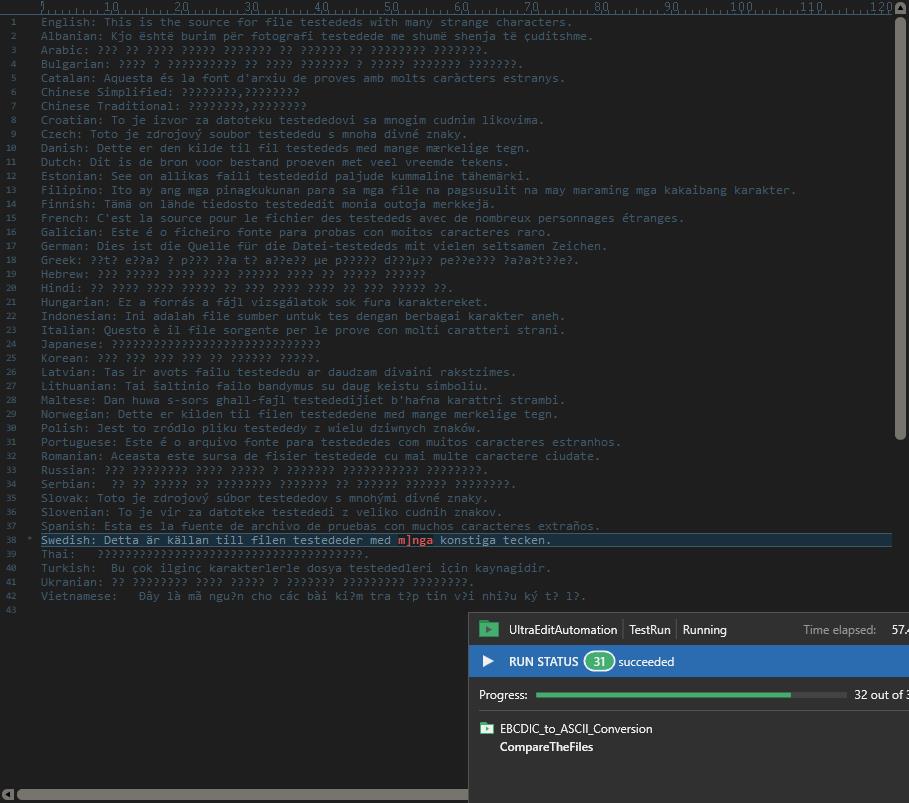 0 10 20 30 40 50 60 70 80 90 100 110 120
1 English: This is the source for file testededs with many strange characters.
2 Albanian: Kjo është burim për fotografi testedede me shumë shenja të çuditshme.
3 Arabic: ??? ?? ???? ????? ??????? ?? ?????? ?? ???????? ???????.
4 Bulgarian: ???? ? ?????????? ?? ???? ??????? ? ????? ??????? ???????.
5 Catalan: Aquesta és la font d'arxiu de proves amb molts caràcters estranys.
6 Chinese Simplified: ????????,????????
7 Chinese Traditional: ????????,????????
8 Croatian: To je izvor za datoteku testededovi sa mnogim cudnim likovima.
9 Czech: Toto je zdrojový soubor testededu s mnoha divné znaky.
10 Danish: Dette er den kilde til fil testededs med mange mærkelige tegn.
11 Dutch: Dit is de bron voor bestand proeven met veel vreemde tekens.
12 Estonian: See on allikas faili testededid paljude kummaline tähemärki.
13 Filipino: Ito ay ang mga pinagkukunan para sa mga file na pagsusulit na may maraming mga kakaibang karakter.
14 Finnish: Tämä on lähde tiedosto testededit monia outoja merkkejä.
15 French: C'est la source pour le fichier des testededs avec de nombreux personnages étranges.
16 Galician: Este é o ficheiro fonte para probas con moitos caracteres raro.
17 German: Dies ist die Quelle für die Datei-testededs mit vielen seltsamen Zeichen.
18 Greek: ??t? e??a? ? p??? ??a t? a??e?? µe p????? d???µ?? pe??e??? ?a?a?t??e?.
19 Hebrew: ??? ????? ???? ???? ?????? ???? ?? ????? ??????
20 Hindi: ?? ???? ???? ????? ?? ??? ???? ???? ?? ??? ????? ??.
21 Hungarian: Ez a forrás a fájl vizsgálatok sok fura karaktereket.
22 Indonesian: Ini adalah file sumber untuk tes dengan berbagai karakter aneh.
23 Italian: Questo è il file sorgente per le prove con molti caratteri strani.
24 Japanese: ??????????????????????????????
25 Korean: ??? ??? ??? ??? ?? ?????? ?????.
26 Latvian: Tas ir avots failu testededu ar daudzam divaini rakstzimes.
27 Lithuanian: Tai šaltinio failo bandymus su daug keistu simboliu.
28 Maltese: Dan huwa s-sors ghall-fajl testededijiet b'hafna karattri strambi.
29 Norwegian: Dette er kilden til filen testededene med mange merkelige tegn.
30 Polish: Jest to zródlo pliku testededy z wielu dziwnych znaków.
31 Portuguese: Este é o arquivo fonte para testededes com muitos caracteres estranhos.
32 Romanian: Aceasta este sursa de fisier testedede cu mai multe caractere ciudate.
33 Russian: ??? ???????? ???? ????? ? ??????? ??????????? ????????.
34 Serbian: ?? ?? ????? ?? ???????? ??????? ?? ?????? ?????? ????????.
35 Slovak: Toto je zdrojový súbor testededov s mnohými divné znaky.
36 Slovenian: To je vir za datoteke testededi z veliko cudnih znakov.
37 Spanish: Esta es la fuente de archivo de pruebas con muchos caracteres extraños.
38 * Swedish: Detta är källan till filen testededer med m]nga konstiga tecken.
39 Thai: ??????????????????????????????????????.
40 Turkish: Bu çok ilginç karakterlerle dosya testededleri için kaynagidir.
41 Ukranian: ?? ???????? ???? ????? ? ??????? ????????? ????????.
42 Vietnamese: Ðây là mã ngu?n cho các bài ki?m tra t?p tin v?i nhi?u ký t? l?.
43
UltraEditAutomation TestRun Running Time elapsed: 57.
RUN STATUS 31 succeeded
Progress: 32 out of 3
EBCDIC_to_ASCII_Conversion
CompareTheFiles